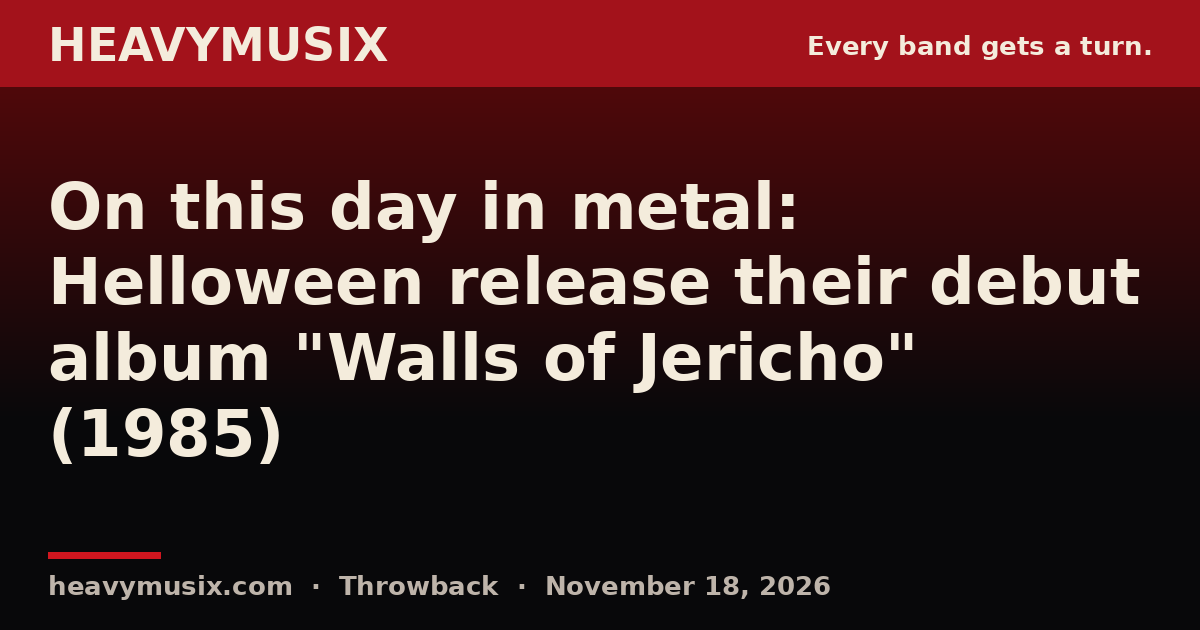 HEAVYMUSIX
Every band gets a turn.
On this day in metal:
Helloween release their debut
album "Walls of Jericho"
(1985)
heavymusix.com · Throwback · November 18, 2026